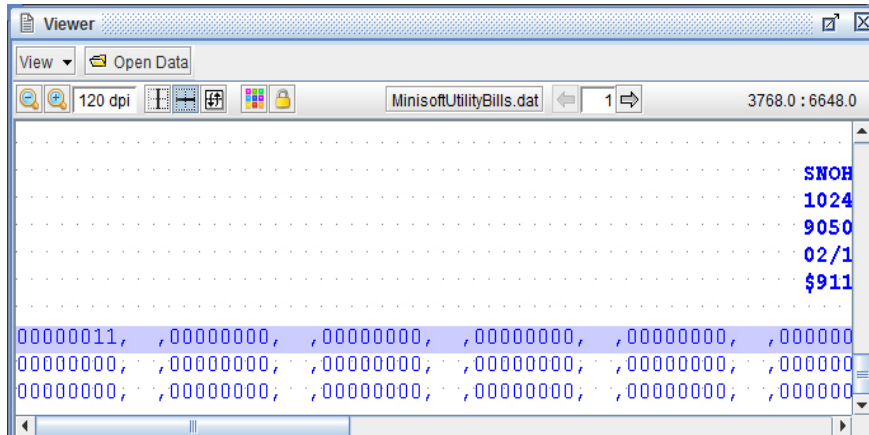 Viewer
View Open Data
120 dpi MinisoftUtilityBills.dat 1 3768.0 : 6648.0
SNOH
1024
9050
02/1
$911
00000011, ,00000000, ,00000000, ,00000000, ,00000000, ,000000
00000000, ,00000000, ,00000000, ,00000000, ,00000000, ,000000
00000000, ,00000000, ,00000000, ,00000000, ,00000000, ,000000